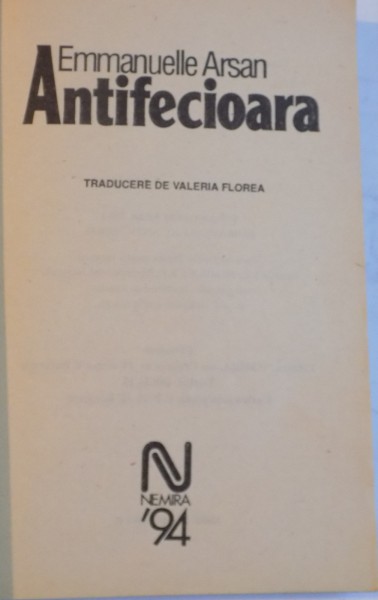 Emmanuelle Arsan
Antifecioara
TRADUCERE DE VALERIA FLOREA
NEMIRA
'94